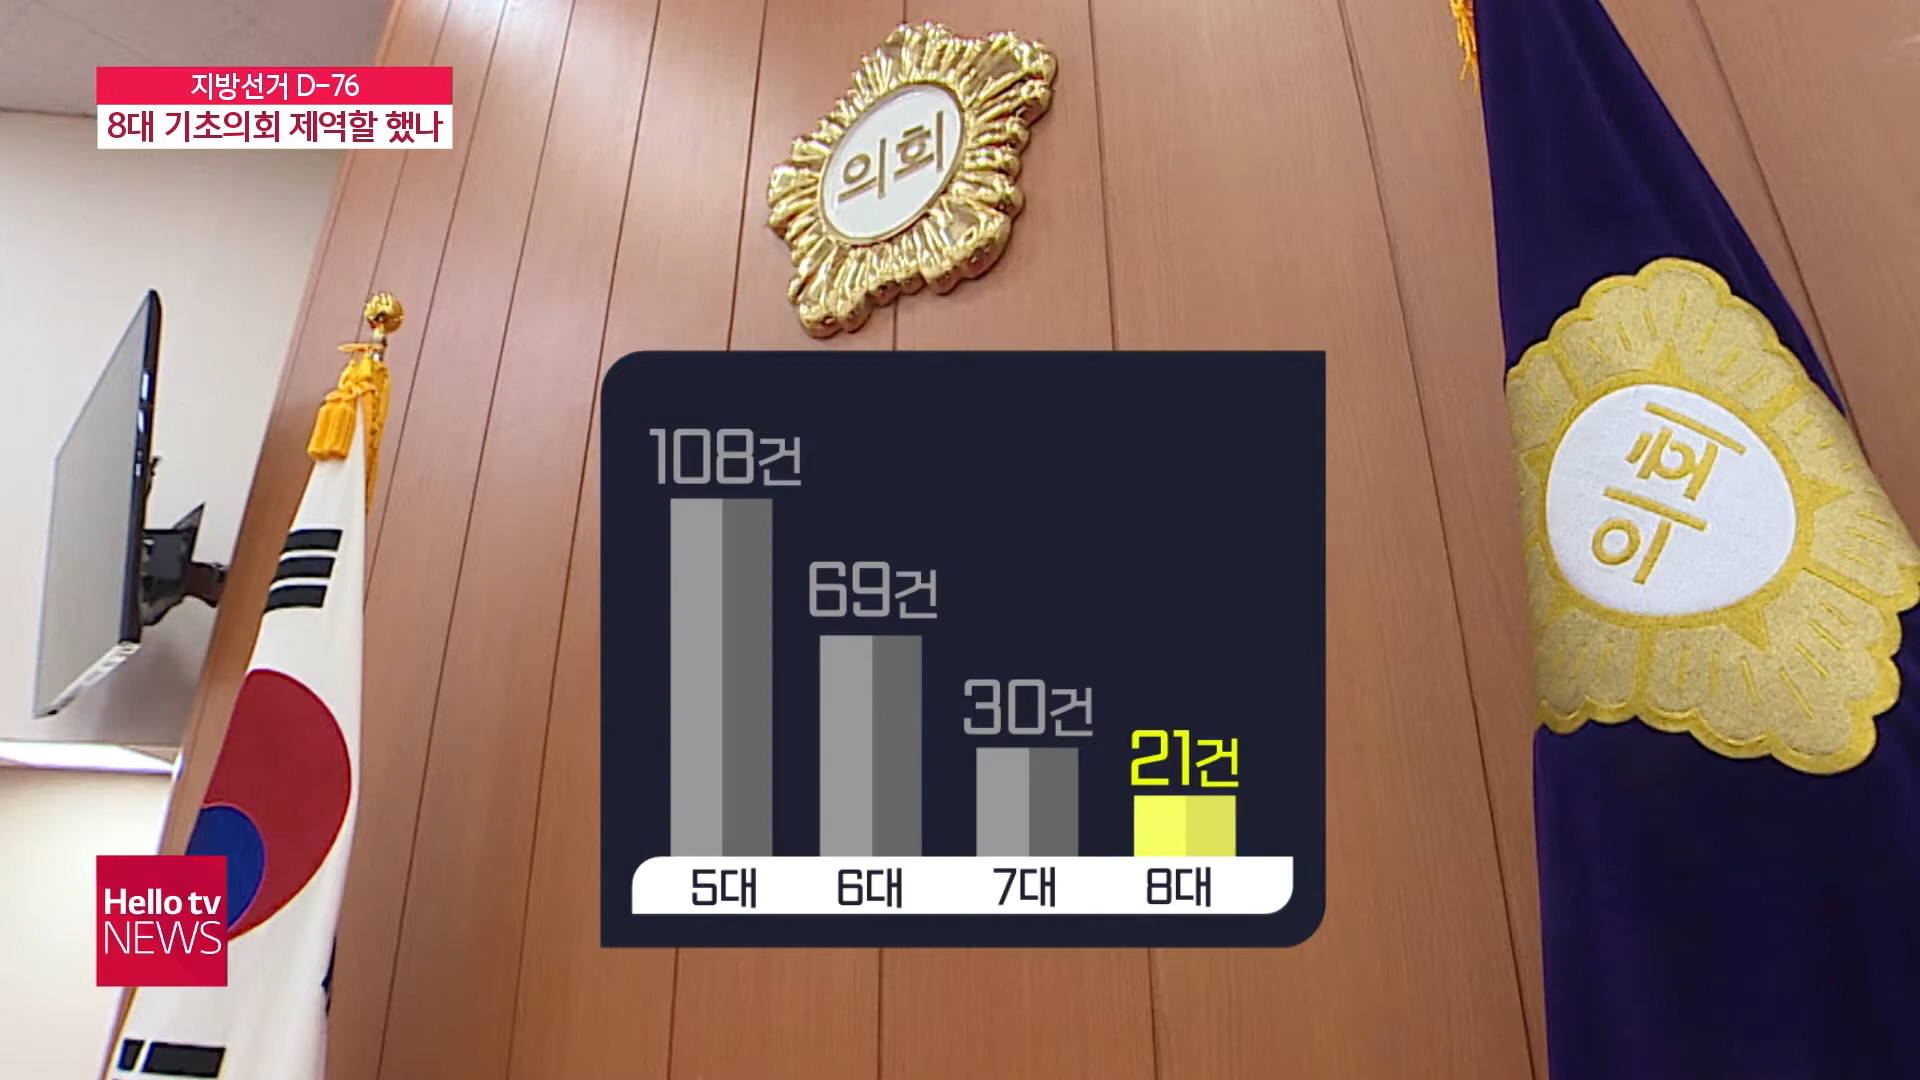 지방선거 D-76
8대 기초의회 제역할 했나
의회
108건
69건
30건
21건
5대
6대
7대
8대
의회
Hello tv
NEWS